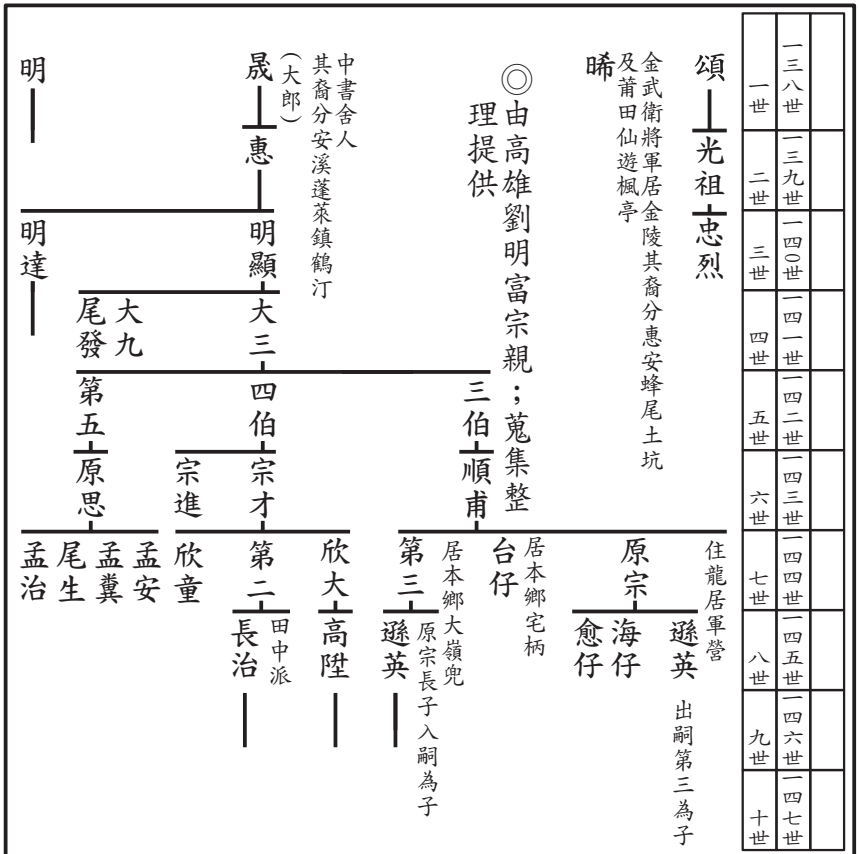 一三八世
一三九世
一四0世
一四一世
一四二世
一四三世
一四四世
一四五世
一四六世
一四七世
一世
二世
三世
四世
五世
六世
七世
八世
九世
十世
頌
光祖
忠烈
晞
金武衛將軍居金陵其裔分惠安蜂尾土坑
及莆田仙遊楓亭
◎由高雄劉明富宗親；蒐集整
理提供
晟
中書舍人
其裔分安溪蓬萊鎮鶴汀
(大郎)
惠
明
明顯
明達
大三
大九
尾發
三伯
四伯
第五
順甫
宗才
宗進
原思
住龍居軍營
原宗
居本鄉宅柄
台仔
居本鄉大嶺兜
第三
欣大
第二
欣童
孟安
孟糞
尾生
孟治
遜英
出嗣第三為子
海仔
愈仔
原宗長子入嗣為子
遜英
高陞
田中派
長治